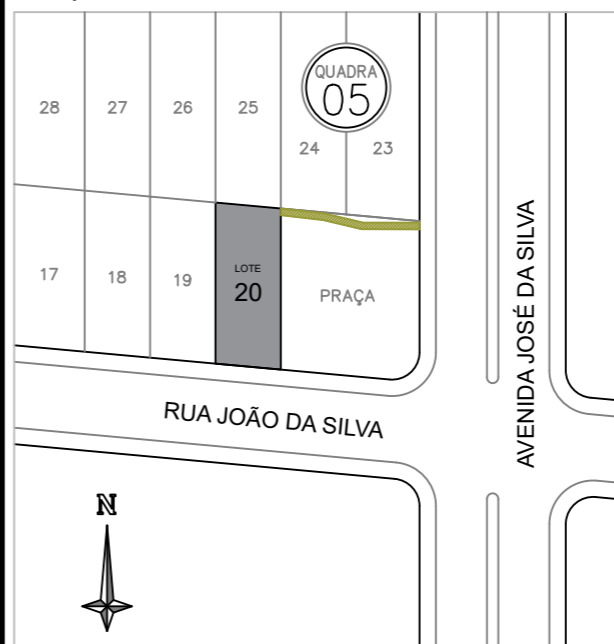 QUADRA
05
28
27
26
25
24
23
17
18
19
LOTE
20
PRAÇA
RUA JOÃO DA SILVA
AVENIDA JOSÉ DA SILVA
N